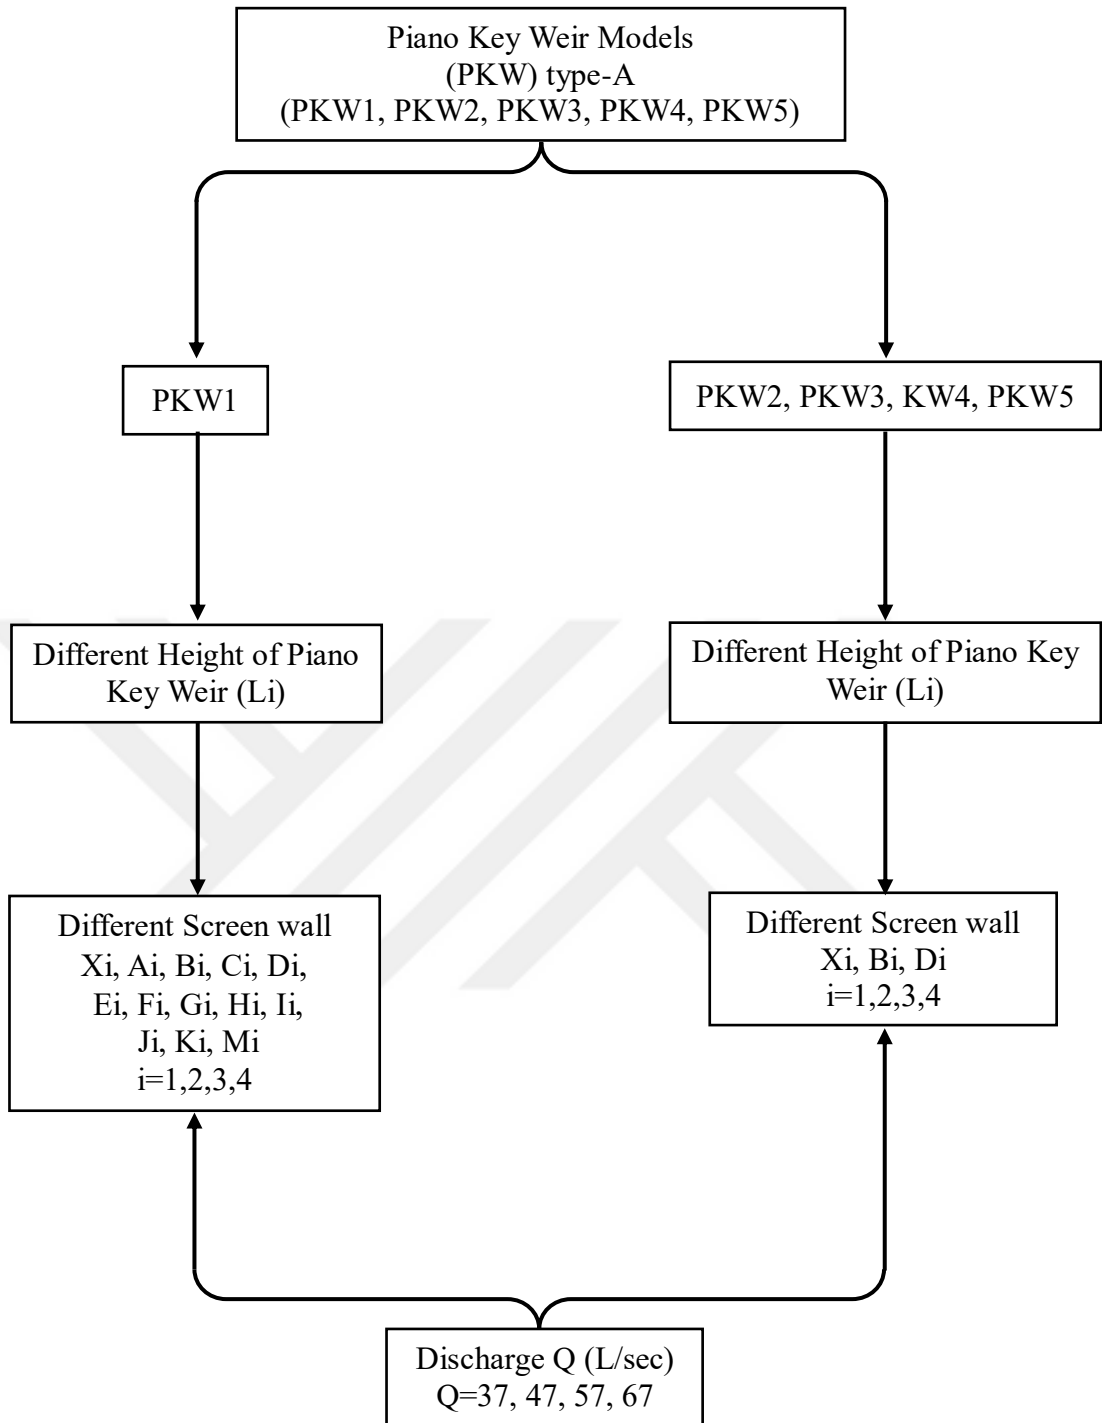 Piano Key Weir Models
(PKW) type-A
(PKW1, PKW2, PKW3, PKW4, PKW5)
PKW1
PKW2, PKW3, KW4, PKW5
Different Height of Piano
Key Weir (Li)
Different Height of Piano Key
Weir (Li)
Different Screen wall
Xi, Ai, Bi, Ci, Di,
Ei, Fi, Gi, Hi, Ii,
Ji, Ki, Mi
i=1,2,3,4
Different Screen wall
Xi, Bi, Di
i=1,2,3,4
Discharge Q (L/sec)
Q=37, 47, 57, 67